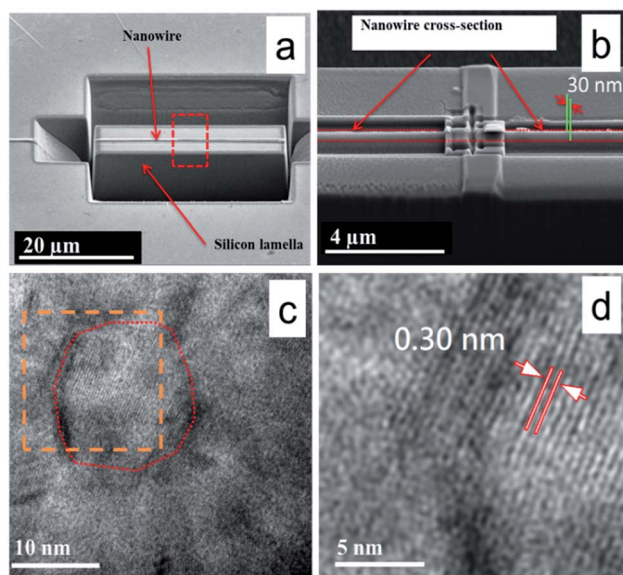 Nanowire
a
20 µm
Silicon lamella
Nanowire cross-section
b
30 nm
4 µm
c
10 nm
d
0.30 nm
5 nm